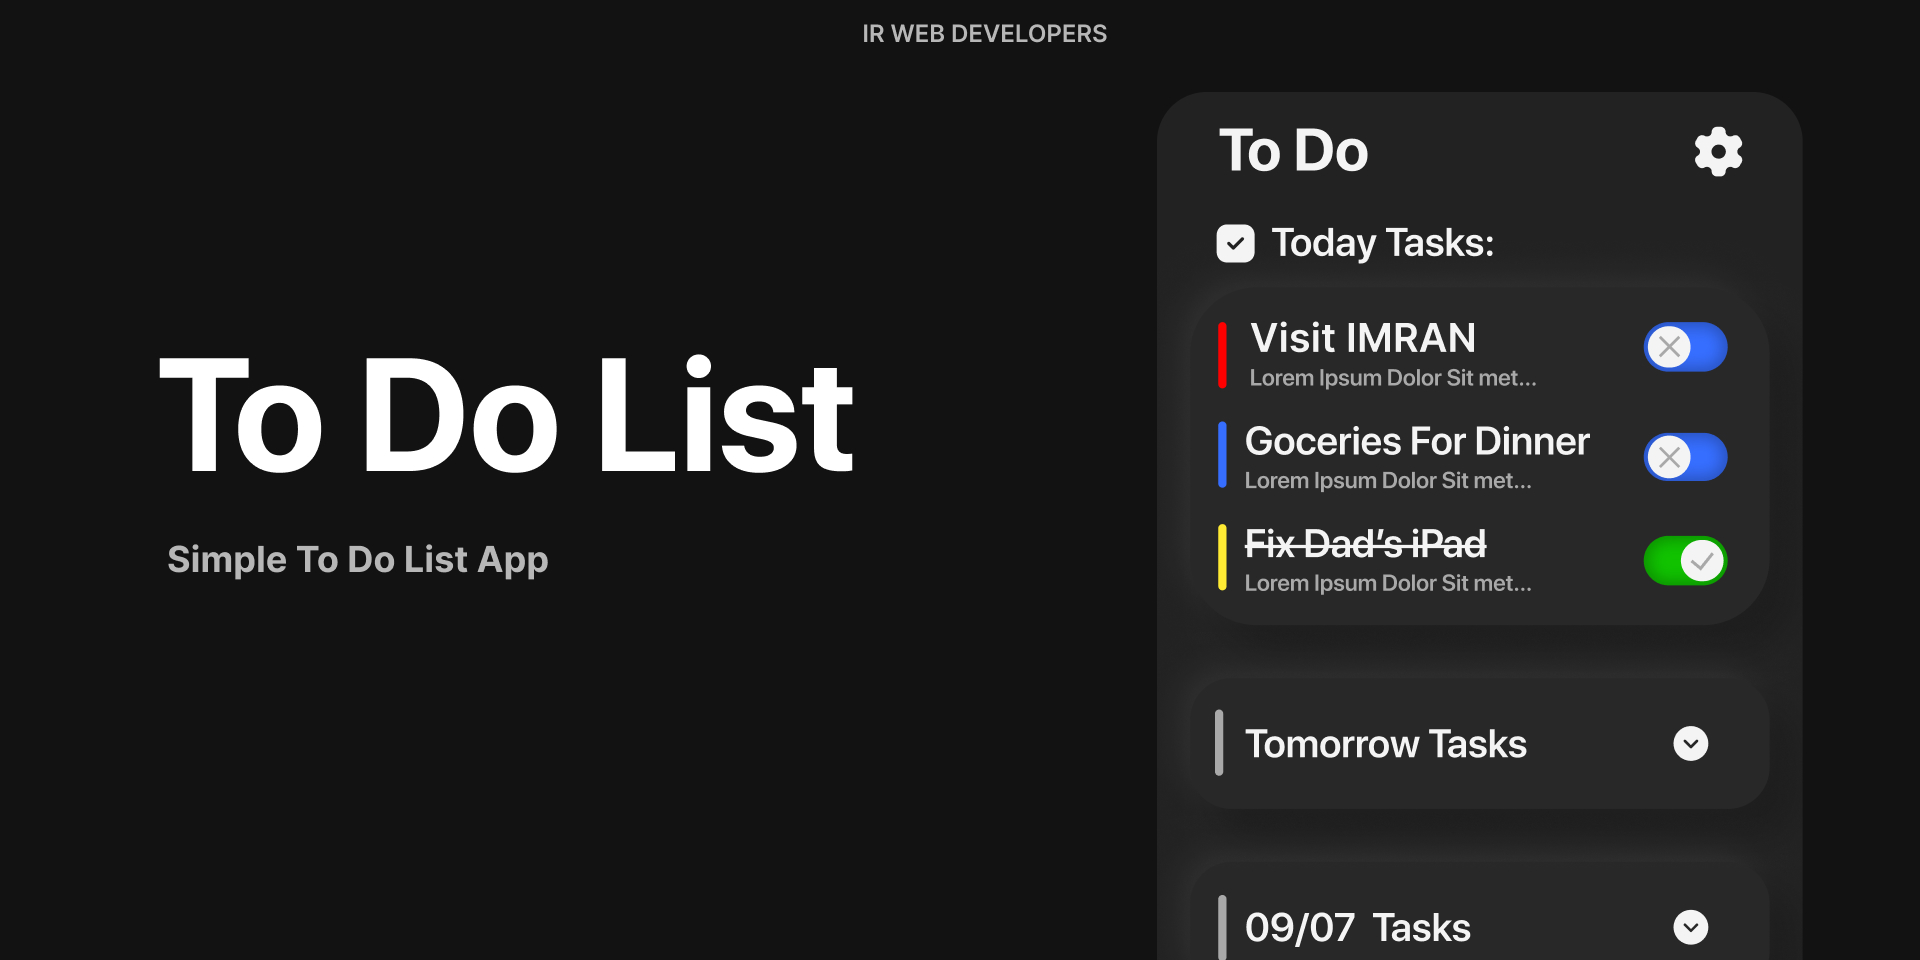 IR WEB DEVELOPERS
To Do List
Simple To Do List App
To Do
Today Tasks:
Visit IMRAN
Lorem Ipsum Dolor Sit met...
Goceries For Dinner
Lorem Ipsum Dolor Sit met...
Fix Dad’s iPad
Lorem Ipsum Dolor Sit met...
Tomorrow Tasks
09/07 Tasks